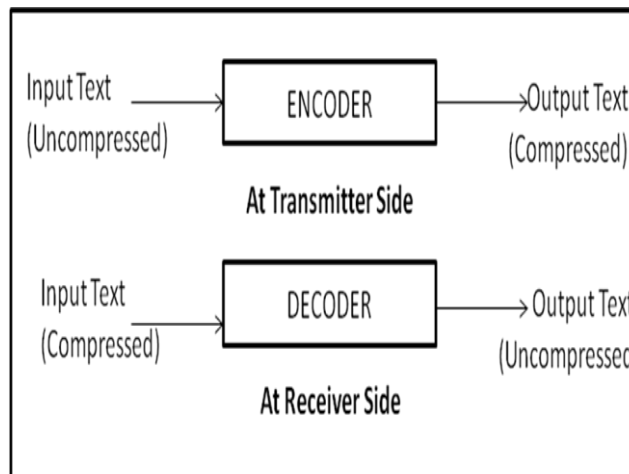 Input Text
(Uncompressed)
ENCODER
Output Text
(Compressed)
At Transmitter Side
Input Text
(Compressed)
DECODER
Output Text
(Uncompressed
At Receiver Side